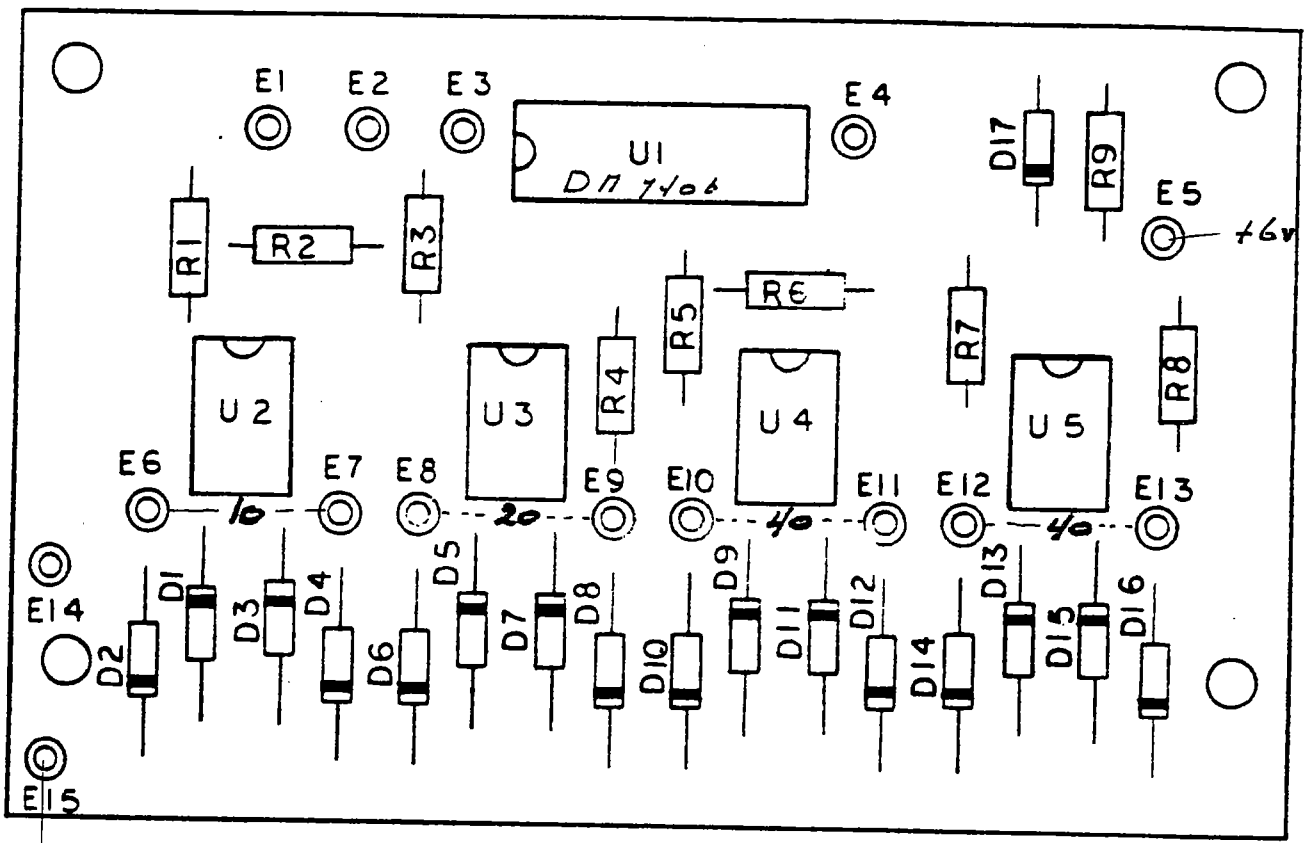 E1 E2 E3 E4
U1
DM 7406
D17 R9 E5
+6v
R1 R2 R3
R5 R6 R7
R4 R8
U2 U3 U4 U5
E6 E7 E8 E9 E10 E11 E12 E13
10 20 40 40
E14
D1 D2 D3 D4 D5 D6 D7 D8 D9 D10 D11 D12 D13 D14 D15 D16
E15